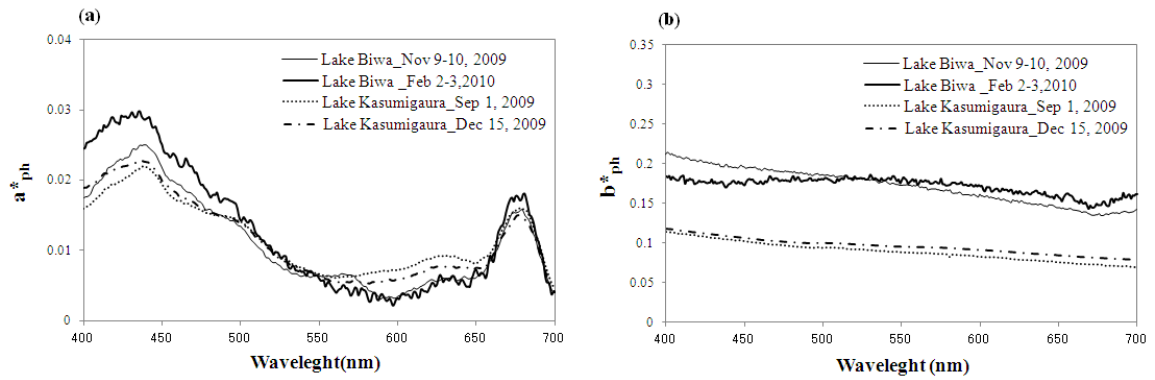 (a)
a*ph
0.04
0.03
0.02
0.01
0
Lake Biwa_Nov 9-10, 2009
Lake Biwa _Feb 2-3,2010
Lake Kasumigaura_Sep 1, 2009
Lake Kasumigaura_Dec 15, 2009
400 450 500 550 600 650 700
Waveleght(nm)
(b)
b*ph
0.35
0.3
0.25
0.2
0.15
0.1
0.05
0
Lake Biwa_Nov 9-10, 2009
Lake Biwa_Feb 2-3,2010
Lake Kasumigaura_Sep 1, 2009
Lake Kasumigaura_Dec 15, 2009
400 450 500 550 600 650 700
Waveleght (nm)